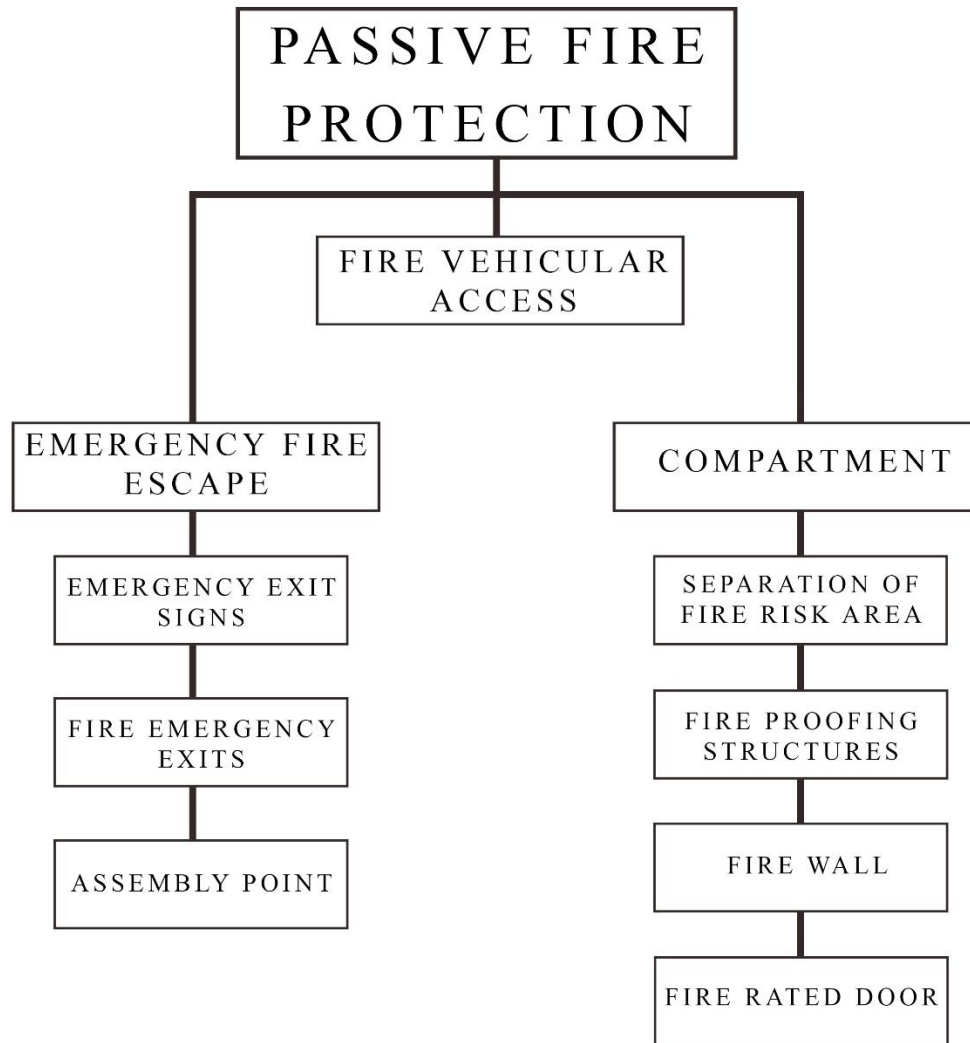 PASSIVE FIRE
PROTECTION
FIRE VEHICULAR
ACCESS
EMERGENCY FIRE
ESCAPE
COMPARTMENT
EMERGENCY EXIT
SIGNS
SEPARATION OF
FIRE RISK AREA
FIRE EMERGENCY
EXITS
FIRE PROOFING
STRUCTURES
ASSEMBLY POINT
FIRE WALL
FIRE RATED DOOR